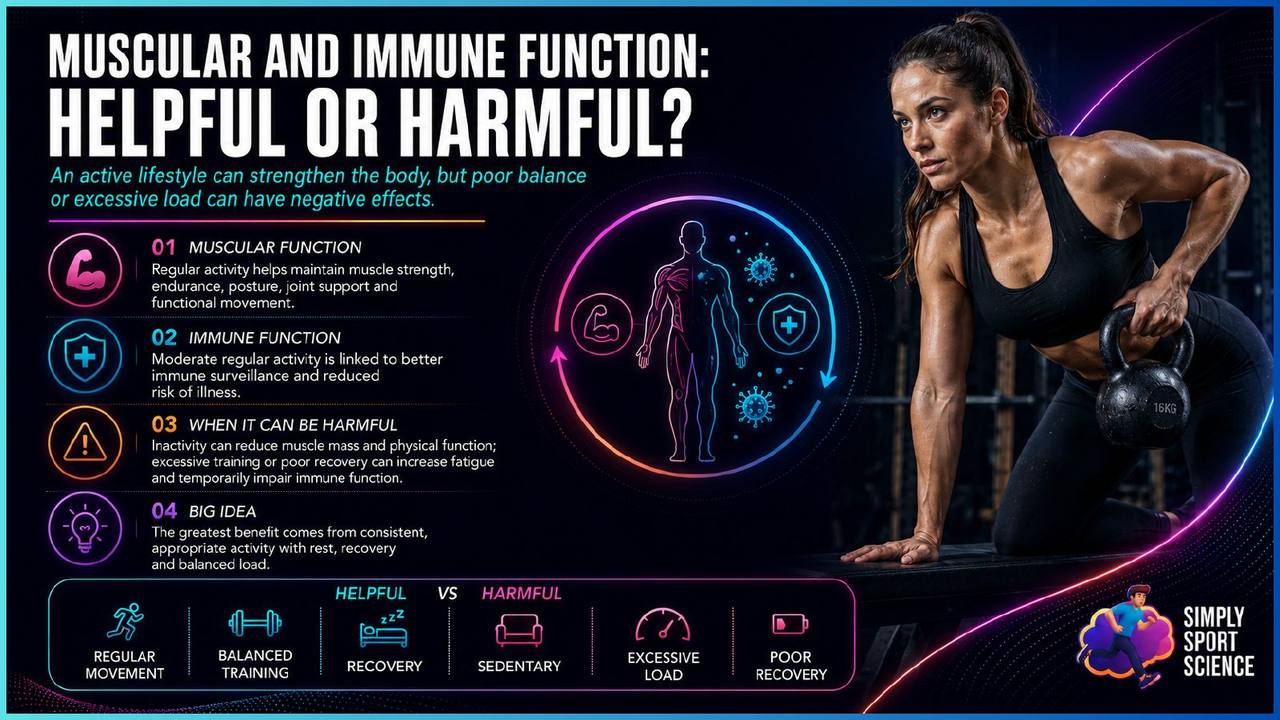 MUSCULAR AND IMMUNE FUNCTION:
HELPFUL OR HARMFUL?
An active lifestyle can strengthen the body, but poor balance
or excessive load can have negative effects.
01 MUSCULAR FUNCTION
Regular activity helps maintain muscle strength,
endurance, posture, joint support and
functional movement.
02 IMMUNE FUNCTION
Moderate regular activity is linked to better
immune surveillance and reduced
risk of illness.
03 WHEN IT CAN BE HARMFUL
Inactivity can reduce muscle mass and physical function;
excessive training or poor recovery can increase fatigue
and temporarily impair immune function.
04 BIG IDEA
The greatest benefit comes from consistent,
appropriate activity with rest, recovery
and balanced load.
HELPFUL VS HARMFUL
REGULAR
MOVEMENT
BALANCED
TRAINING
zzZ
RECOVERY
SEDENTARY
EXCESSIVE
LOAD
POOR
RECOVERY
16KG
SIMPLY
SPORT
SCIENCE